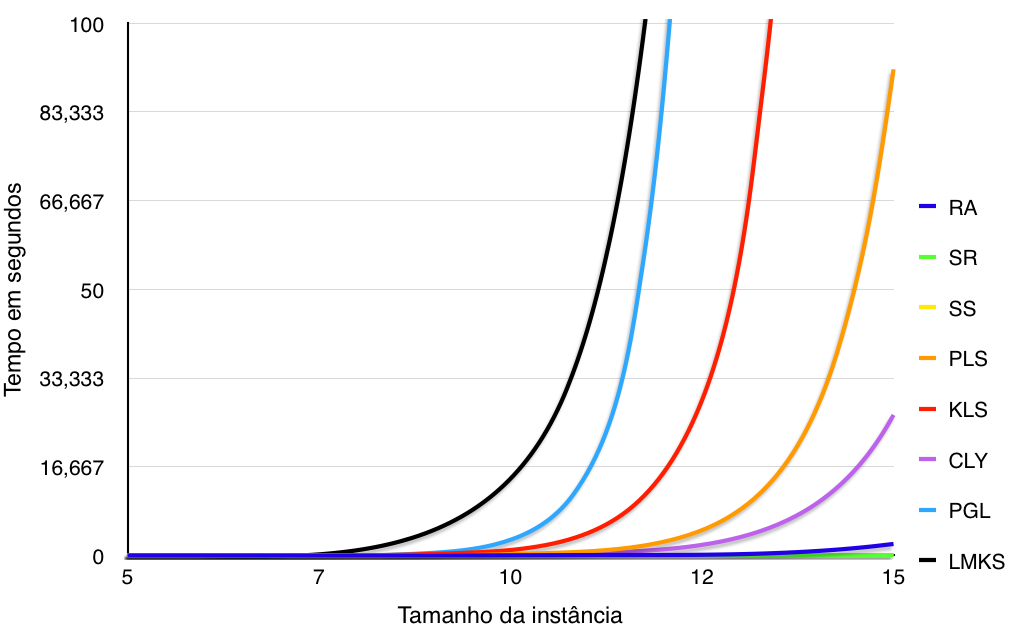 Tempo em segundos
100
83,333
66,667
50
33,333
16,667
0
5 7 10 12 15
Tamanho da instância
RA
SR
SS
PLS
KLS
CLY
PGL
LMKS